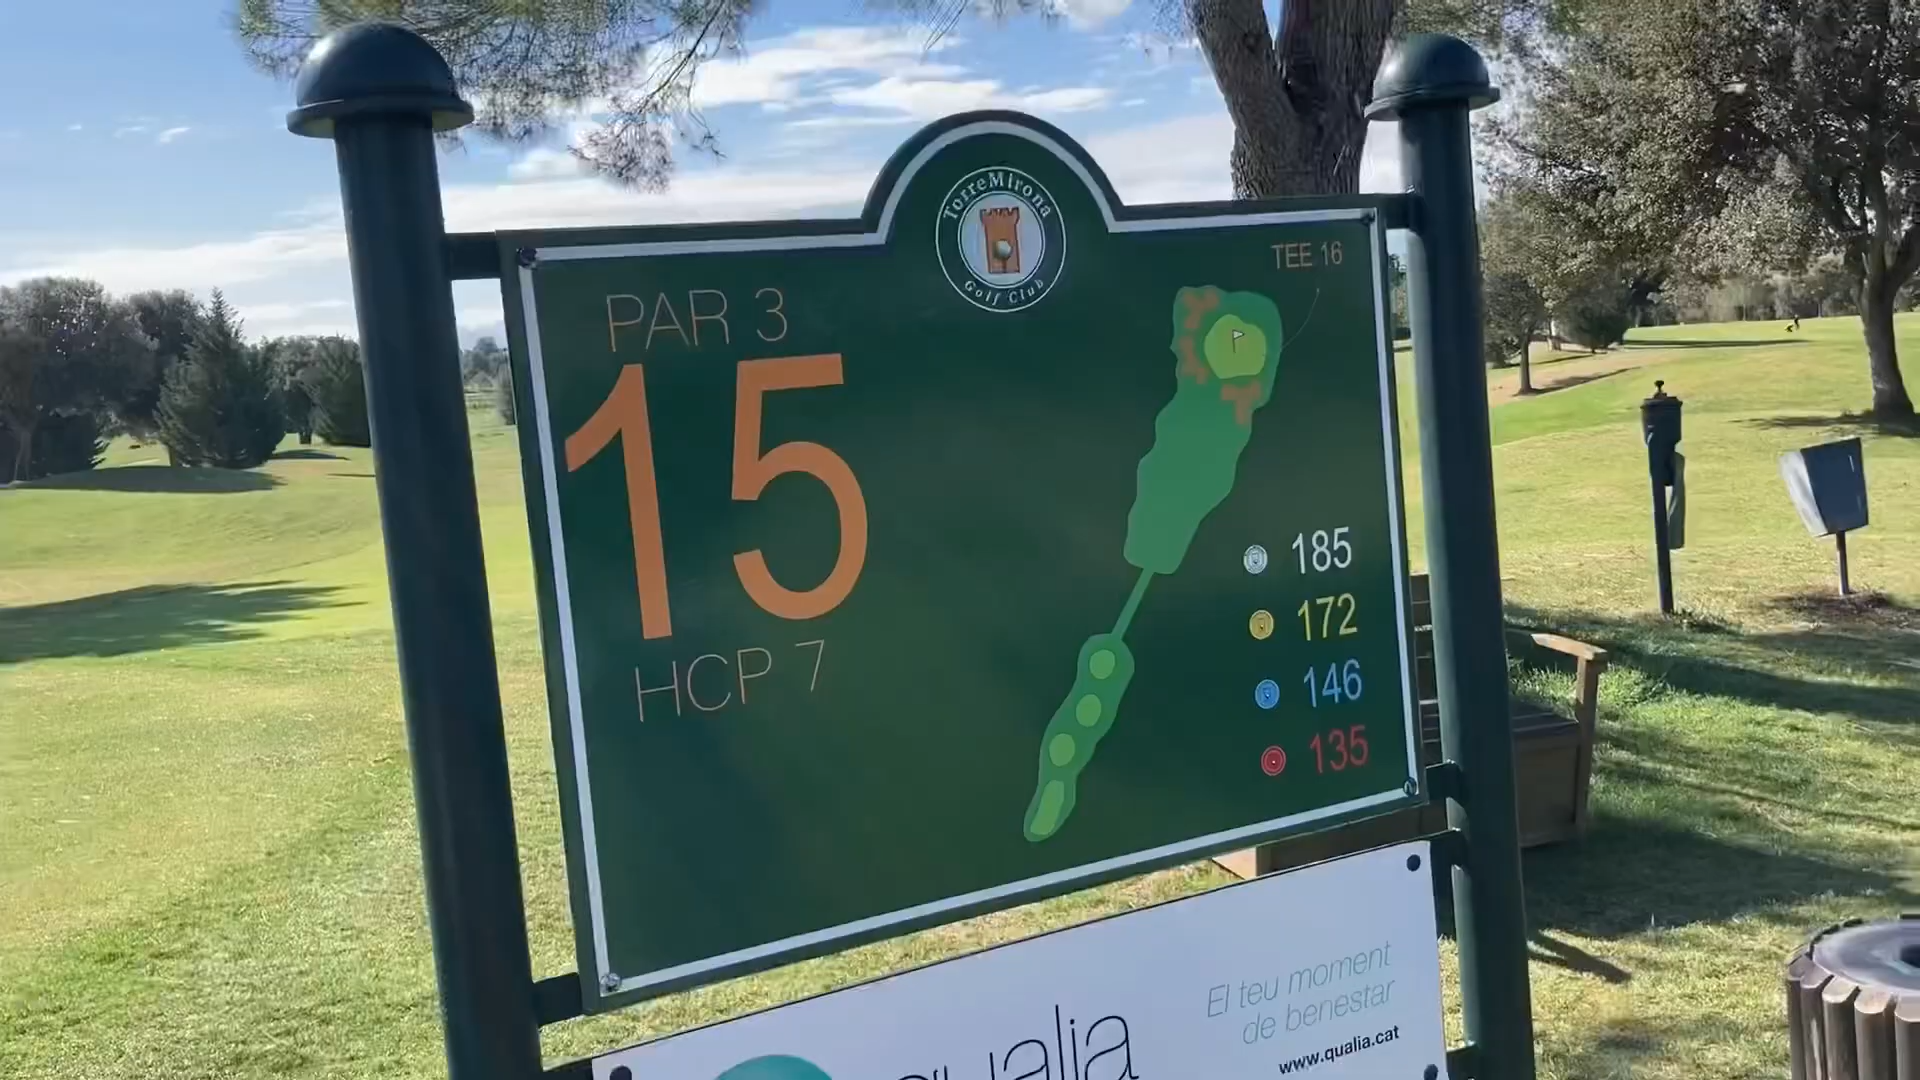 TorreMirona
Golf Club
TEE 16
PAR 3
15
HCP 7
185
172
146
135
El teu moment
de benestar
www.qualia.cat
qualia